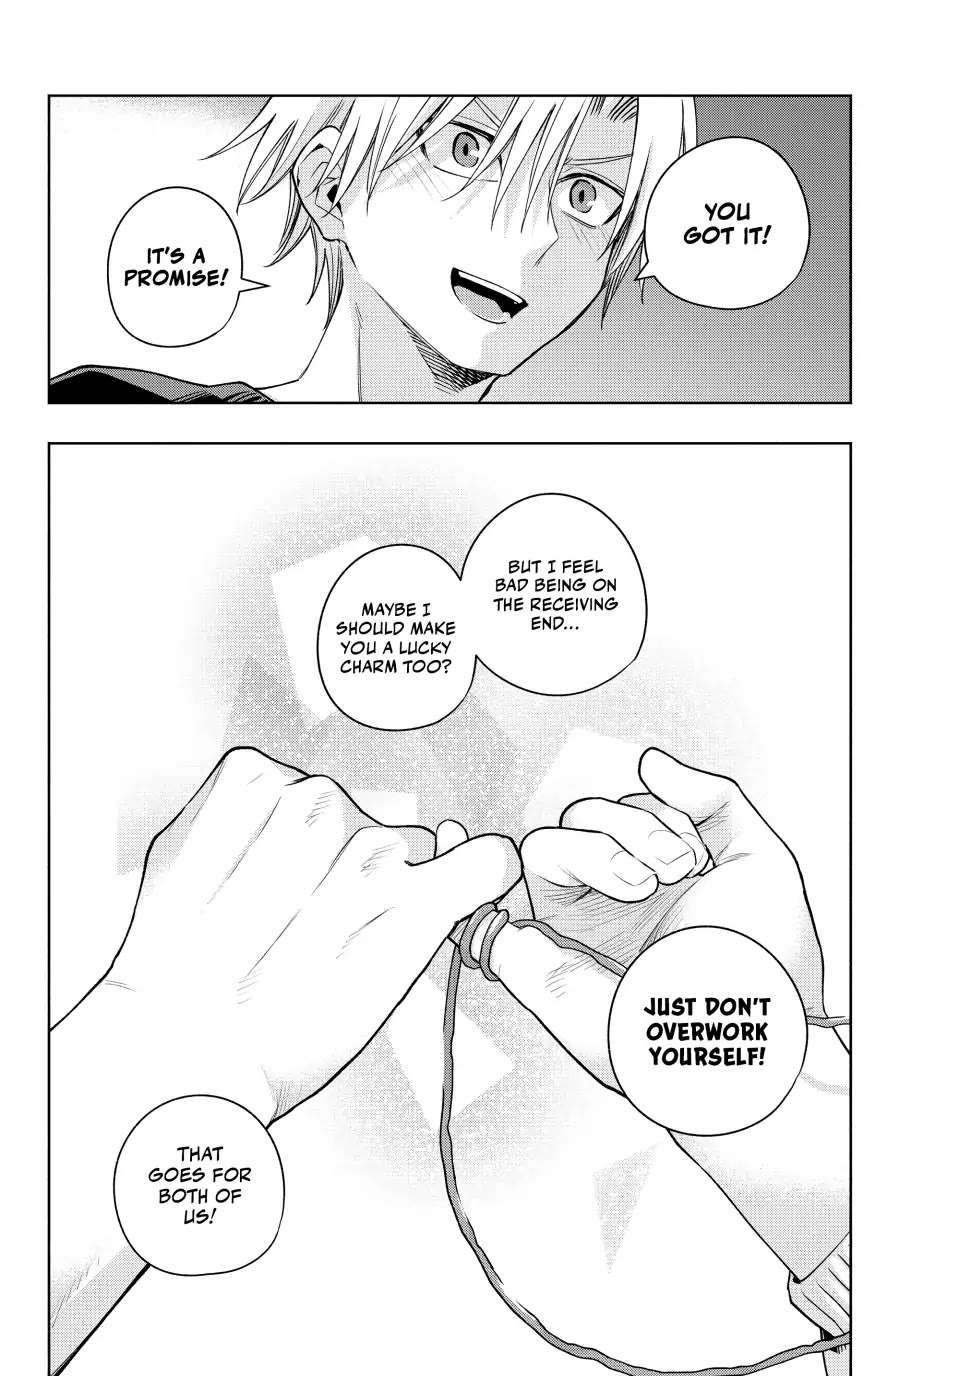 YOU
GOT IT!
IT'S A
PROMISE!
BUT I FEEL
BAD BEING ON
THE RECEIVING
END...
MAYBE I
SHOULD MAKE
YOU A LUCKY
CHARM TOO?
JUST DON'T
OVERWORK
YOURSELF!
THAT
GOES FOR
BOTH OF
US!